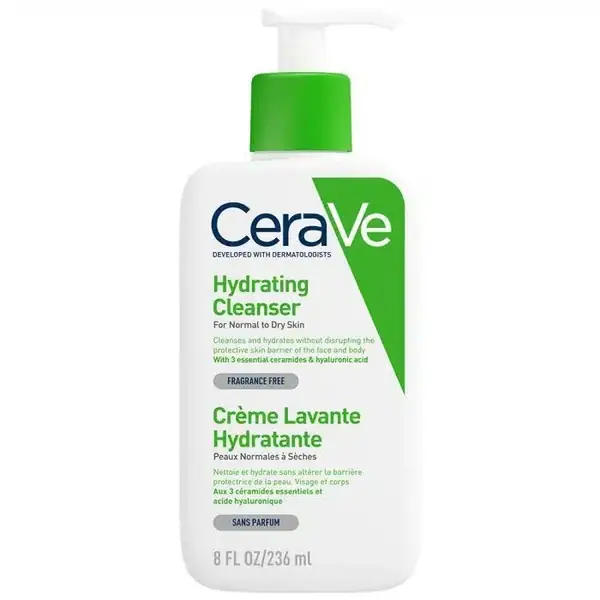 CeraVe
DEVELOPED WITH DERMATOLOGISTS
Hydrating
Cleanser
For Normal to Dry Skin
Cleanses and hydrates without disrupting the
protective skin barrier of the face and body
With 3 essential ceramides & hyaluronic acid
FRAGRANCE FREE
Crème Lavante
Hydratante
Peaux Normales à Sèches
Nettoie et hydrate sans altérer la barrière
protectrice de la peau. Visage et corps
Aux 3 céramides essentiels et
acide hyaluronique
SANS PARFUM
8 FL OZ/236 ml